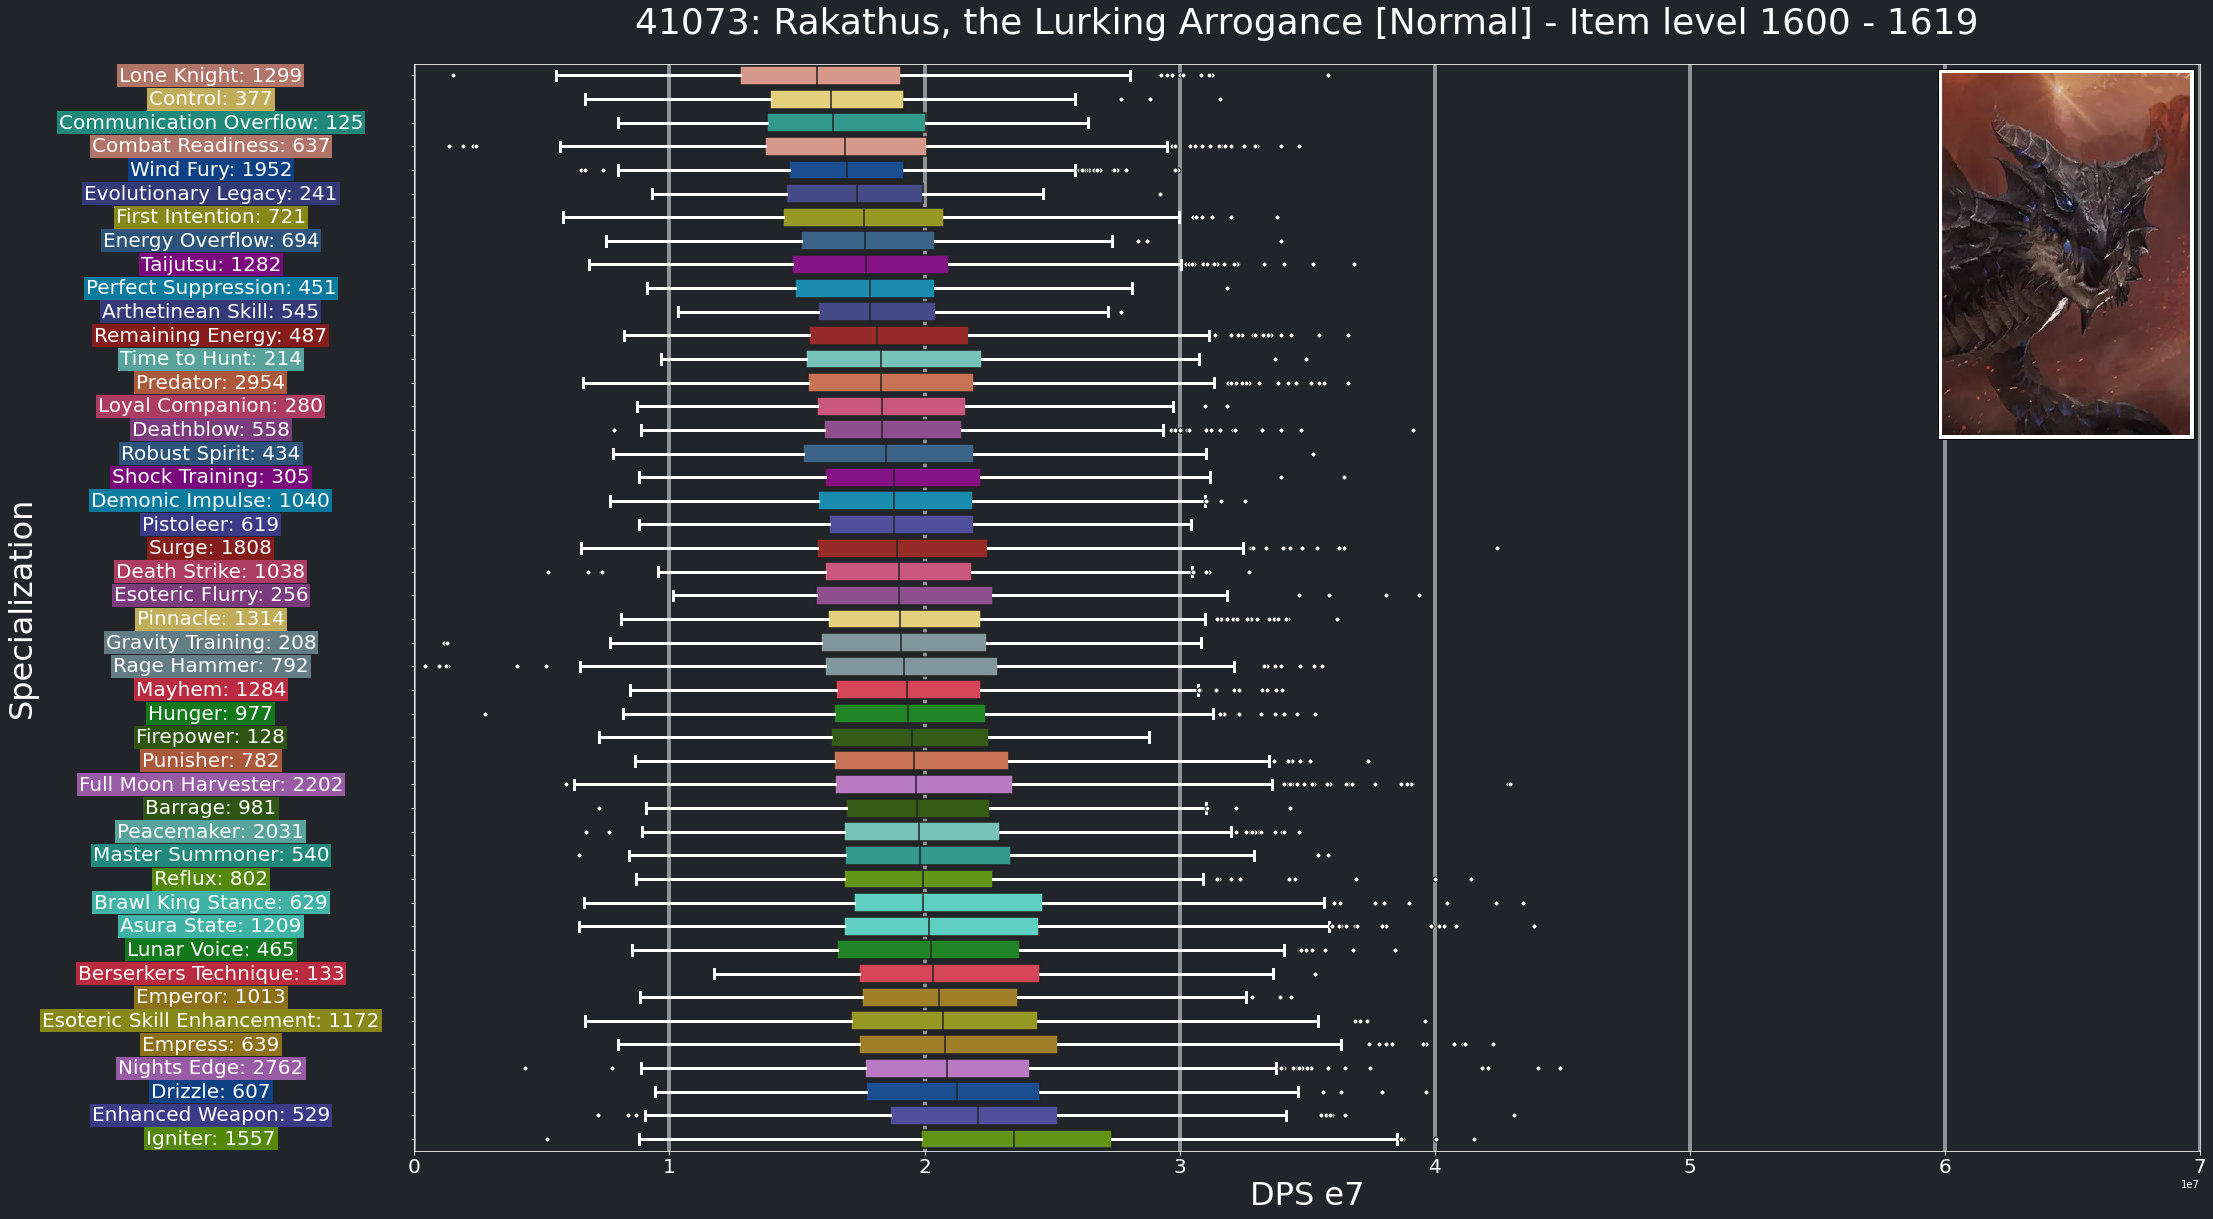 41073: Rakathus, the Lurking Arrogance [Normal] - Item level 1600 - 1619
Specialization
Lone Knight: 1299
Control: 377
Communication Overflow: 125
Combat Readiness: 637
Wind Fury: 1952
Evolutionary Legacy: 241
First Intention: 721
Energy Overflow: 694
Taijutsu: 1282
Perfect Suppression: 451
Arthetinean Skill: 545
Remaining Energy: 487
Time to Hunt: 214
Predator: 2954
Loyal Companion: 280
Deathblow: 558
Robust Spirit: 434
Shock Training: 305
Demonic Impulse: 1040
Pistoleer: 619
Surge: 1808
Death Strike: 1038
Esoteric Flurry: 256
Pinnacle: 1314
Gravity Training: 208
Rage Hammer: 792
Mayhem: 1284
Hunger: 977
Firepower: 128
Punisher: 782
Full Moon Harvester: 2202
Barrage: 981
Peacemaker: 2031
Master Summoner: 540
Reflux: 802
Brawl King Stance: 629
Asura State: 1209
Lunar Voice: 465
Berserkers Technique: 133
Emperor: 1013
Esoteric Skill Enhancement: 1172
Empress: 639
Nights Edge: 2762
Drizzle: 607
Enhanced Weapon: 529
Igniter: 1557
0 1 2 3 4 5 6 7
1e7
DPS e7